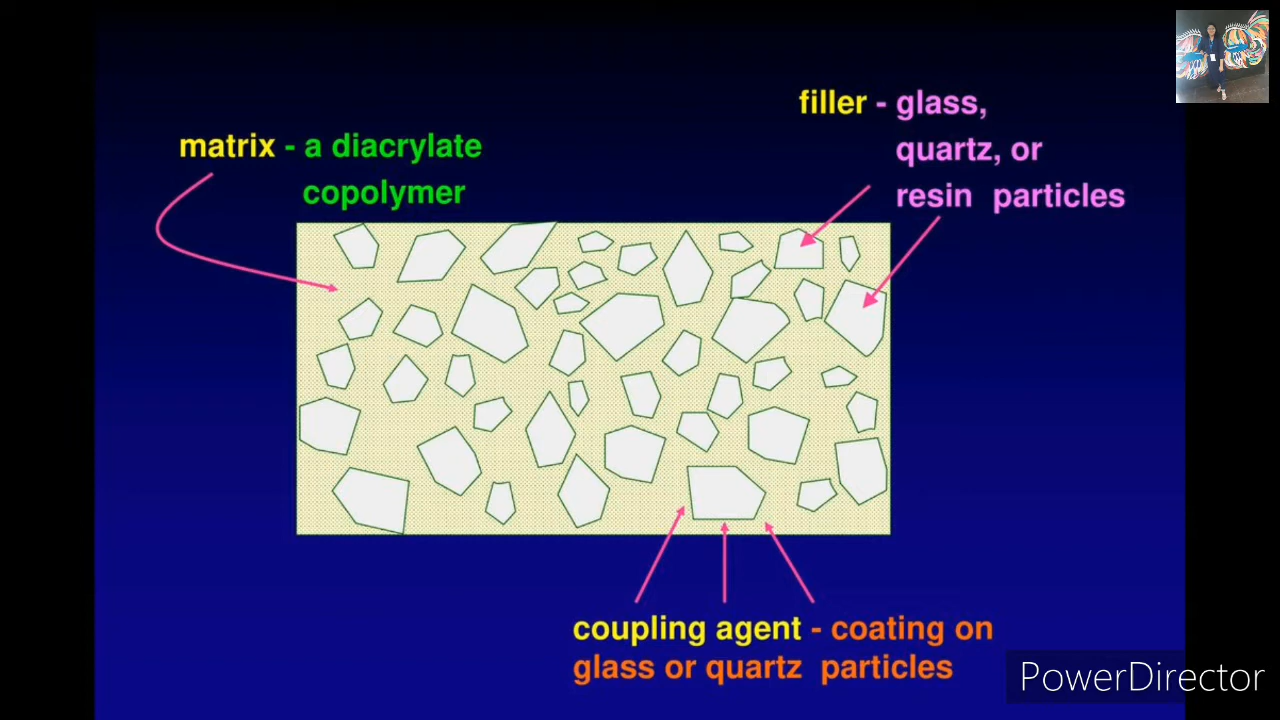 matrix - a diacrylate
copolymer
filler - glass,
quartz, or
resin particles
coupling agent - coating on
glass or quartz particles
PowerDirector